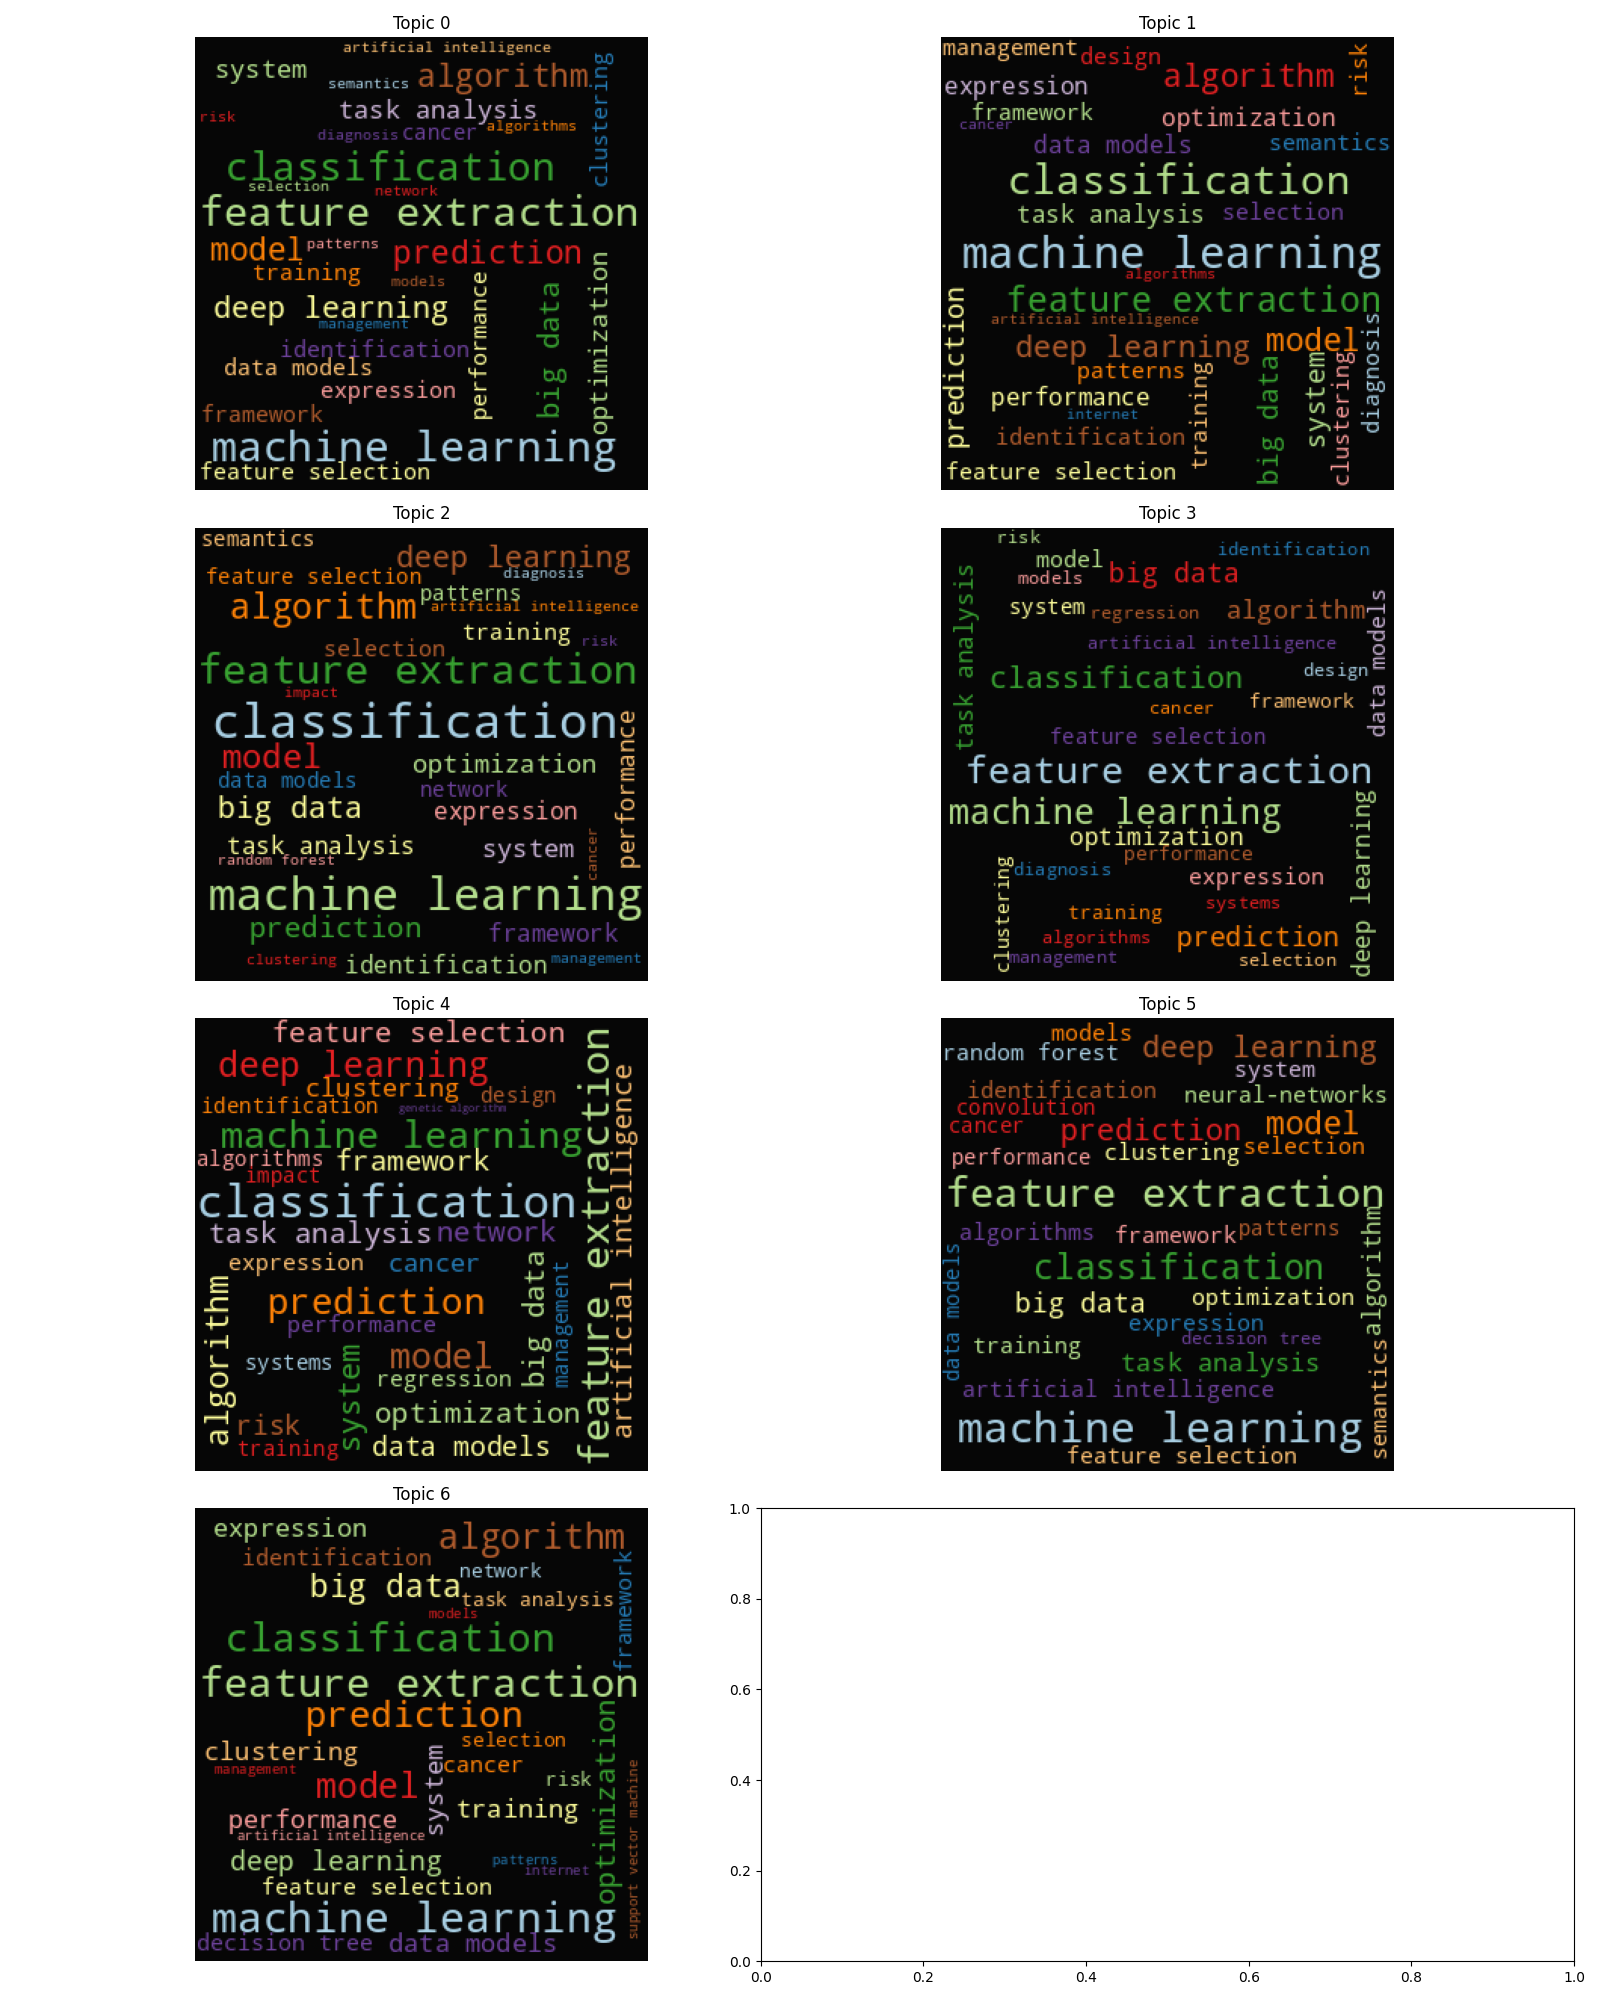 Topic 0
artificial intelligence
system
semantics
algorithm
clustering
risk
task analysis
diagnosis
cancer
algorithms
classification
selection
network
feature extraction
model
patterns
prediction
training
models
deep learning
management
performance
big data
optimization
identification
data models
expression
framework
machine learning
feature selection
Topic 1
management
design
algorithm
risk
expression
framework
cancer
optimization
data models
semantics
classification
task analysis
selection
machine learning
algorithms
feature extraction
prediction
artificial intelligence
deep learning
model
diagnosis
patterns
performance
training
big data
system
clustering
internet
identification
feature selection
Topic 2
semantics
deep learning
feature selection
diagnosis
patterns
algorithm
artificial intelligence
training
risk
selection
feature extraction
impact
classification
performance
model
optimization
data models
network
big data
expression
task analysis
system
cancer
random forest
machine learning
prediction
framework
clustering
identification
management
Topic 3
risk
identification
model
models
big data
task analysis
system
regression
algorithm
data models
artificial intelligence
classification
design
cancer
framework
feature selection
feature extraction
machine learning
deep learning
optimization
performance
clustering
diagnosis
expression
systems
training
algorithms
prediction
management
selection
Topic 4
feature selection
deep learning
feature extraction
artificial intelligence
clustering
design
identification
genetic algorithm
machine learning
algorithms
framework
impact
classification
task analysis
network
expression
cancer
big data
management
algorithm
prediction
performance
systems
system
model
regression
risk
optimization
training
data models
Topic 5
models
random forest
deep learning
system
identification
neural-networks
convolution
cancer
prediction
model
performance
clustering
selection
feature extraction
algorithms
framework
patterns
algorithm
data models
classification
big data
optimization
expression
decision tree
training
task analysis
semantics
artificial intelligence
machine learning
feature selection
Topic 6
expression
algorithm
identification
network
framework
big data
task analysis
models
classification
feature extraction
prediction
optimization
selection
clustering
system
cancer
management
model
risk
support vector machine
training
performance
artificial intelligence
deep learning
patterns
internet
feature selection
machine learning
decision tree
data models
1.0
0.8
0.6
0.4
0.2
0.0
0.0 0.2 0.4 0.6 0.8 1.0